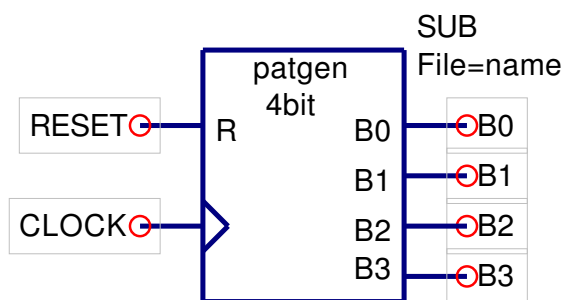 SUB
File=name
patgen
4bit
RESET
R
B0
B0
B1
B1
CLOCK
B2
B2
B3
B3